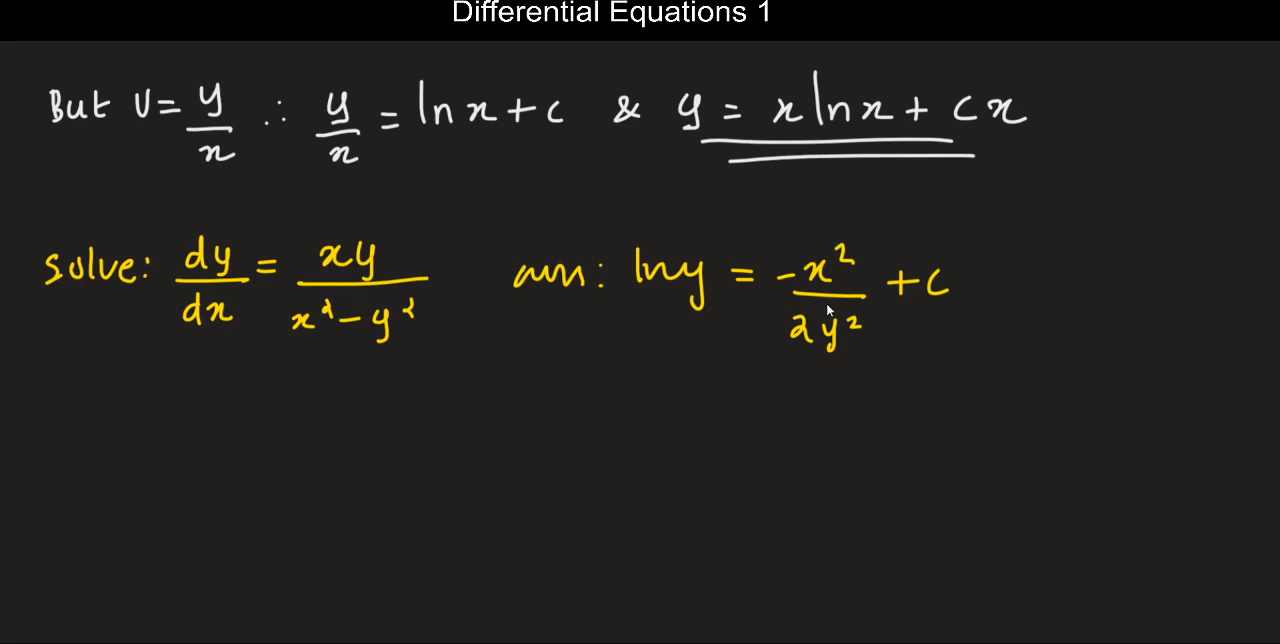 Differential Equations 1
But v = y/x ∴ y/x = ln x + c & y = x ln x + cx
solve: dy/dx = xy/(x² - y²) ans: ln y = -x²/2y² + c